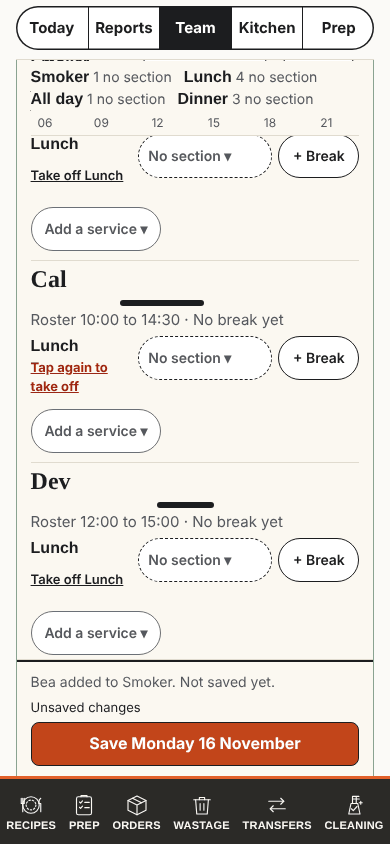 Today Reports Team Kitchen Prep
Smoker 1 no section Lunch 4 no section
All day 1 no section Dinner 3 no section
06 09 12 15 18 21
Lunch No section ▾ + Break
Take off Lunch
Add a service ▾
Cal
Roster 10:00 to 14:30 · No break yet
Lunch No section ▾ + Break
Tap again to
take off
Add a service ▾
Dev
Roster 12:00 to 15:00 · No break yet
Lunch No section ▾ + Break
Take off Lunch
Add a service ▾
Bea added to Smoker. Not saved yet.
Unsaved changes
Save Monday 16 November
RECIPES PREP ORDERS WASTAGE TRANSFERS CLEANING